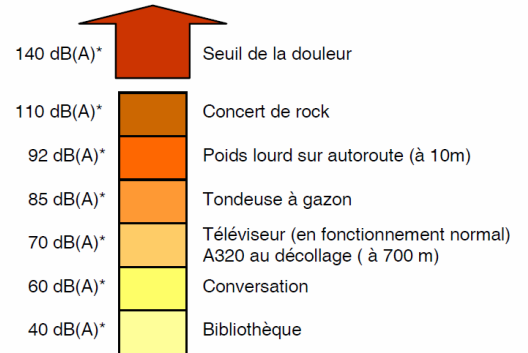 140 dB(A)* Seuil de la douleur
110 dB(A)* Concert de rock
92 dB(A)* Poids lourd sur autoroute (à 10m)
85 dB(A)* Tondeuse à gazon
70 dB(A)* Téléviseur (en fonctionnement normal)
A320 au décollage ( à 700 m)
60 dB(A)* Conversation
40 dB(A)* Bibliothèque